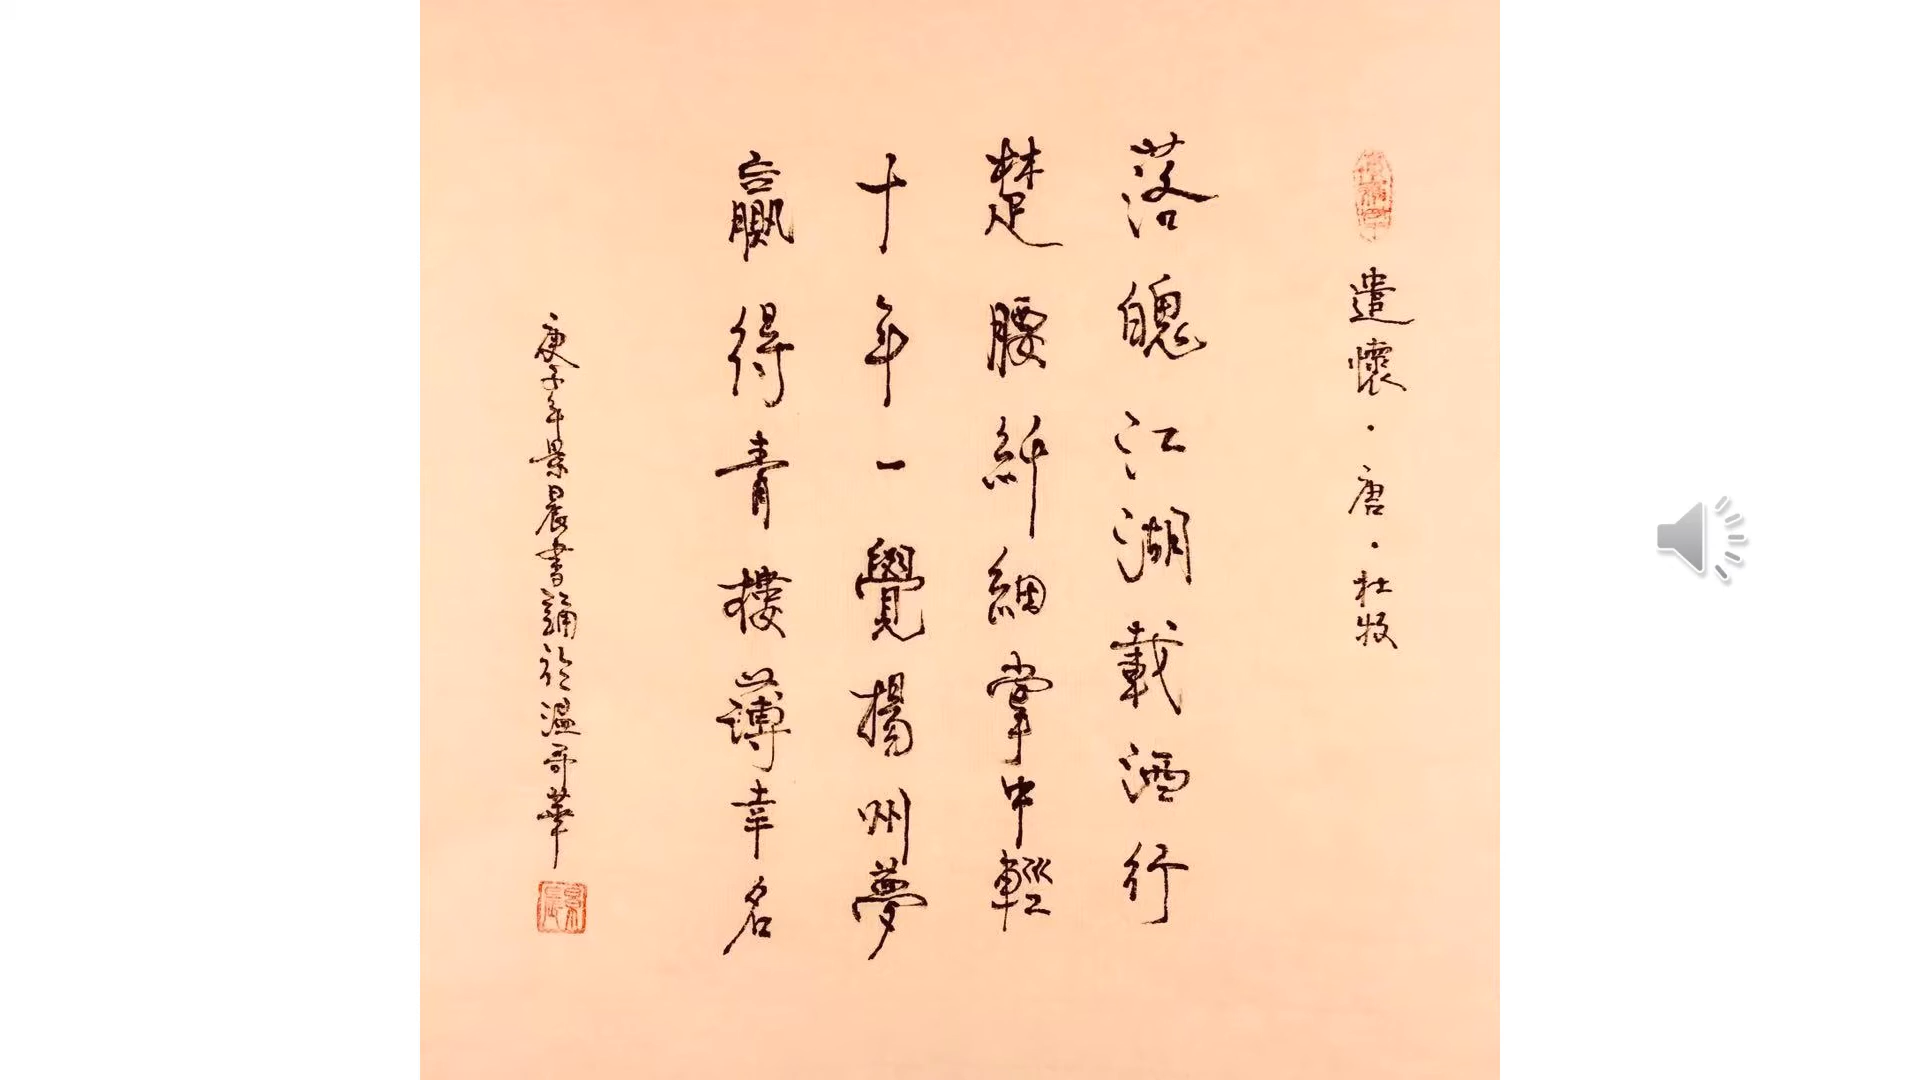 遣懷·唐·杜牧
落魄江湖載酒行
楚腰纖細掌中輕
十年一覺揚州夢
贏得青樓薄幸名
庚子年景晨書誦於溫哥華
景晨